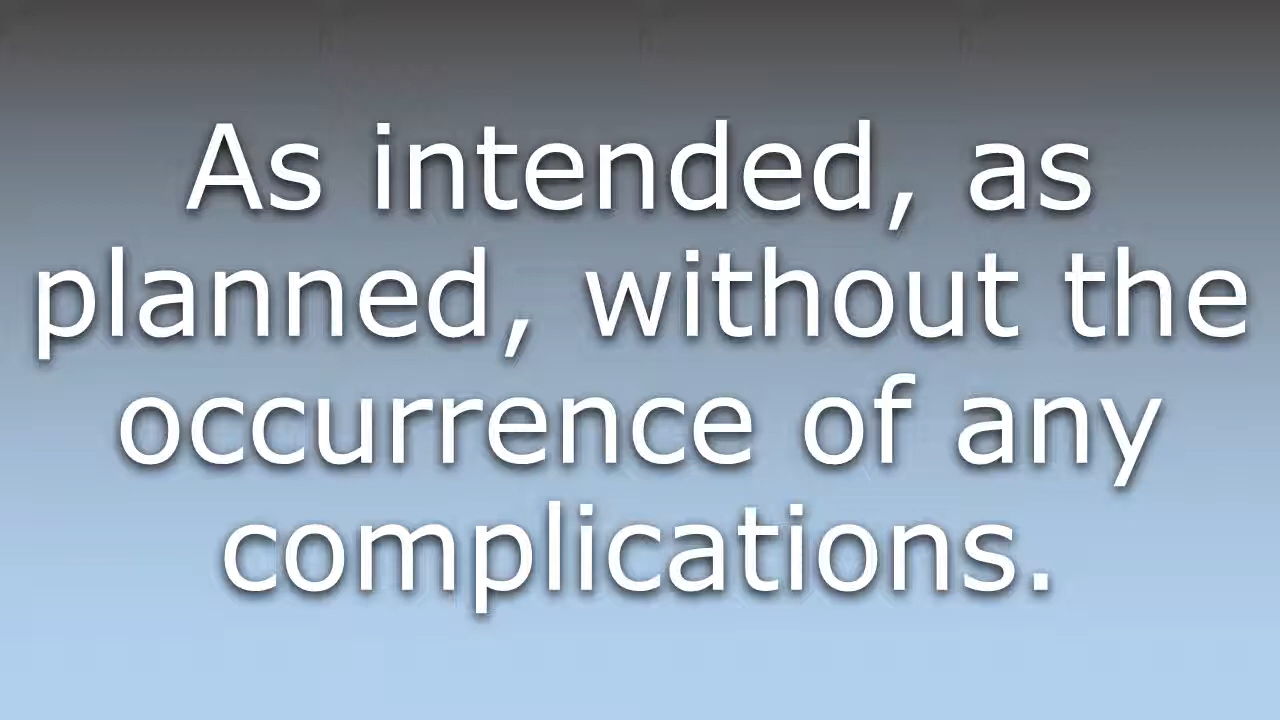 As intended, as
planned, without the
occurrence of any
complications.